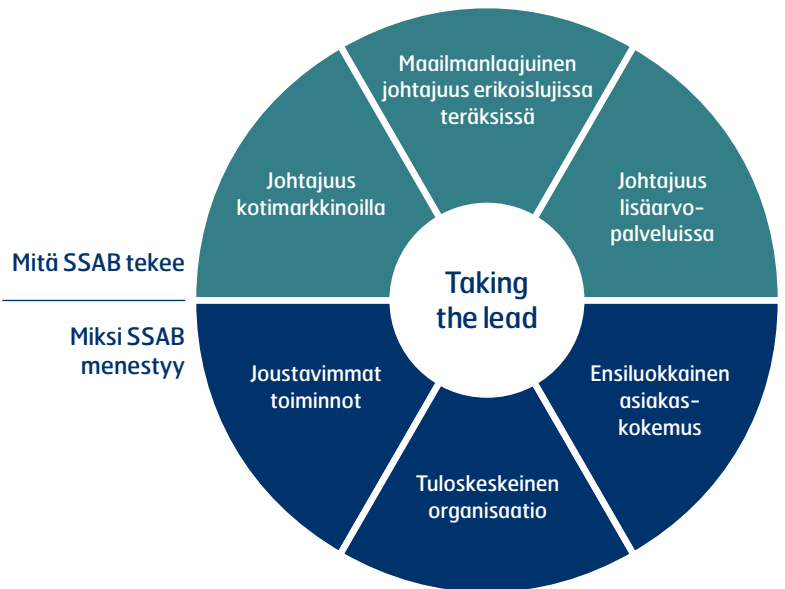 Maailmanlaajuinen
johtajuus erikoislujissa
teräksissä
Johtajuus
kotimarkkinoilla
Johtajuus
lisäarvo-
palveluissa
Mitä SSAB tekee
Taking
the lead
Miksi SSAB
menestyy
Joustavimmat
toiminnot
Ensiluokkainen
asiakas-
kokemus
Tuloskeskeinen
organisaatio